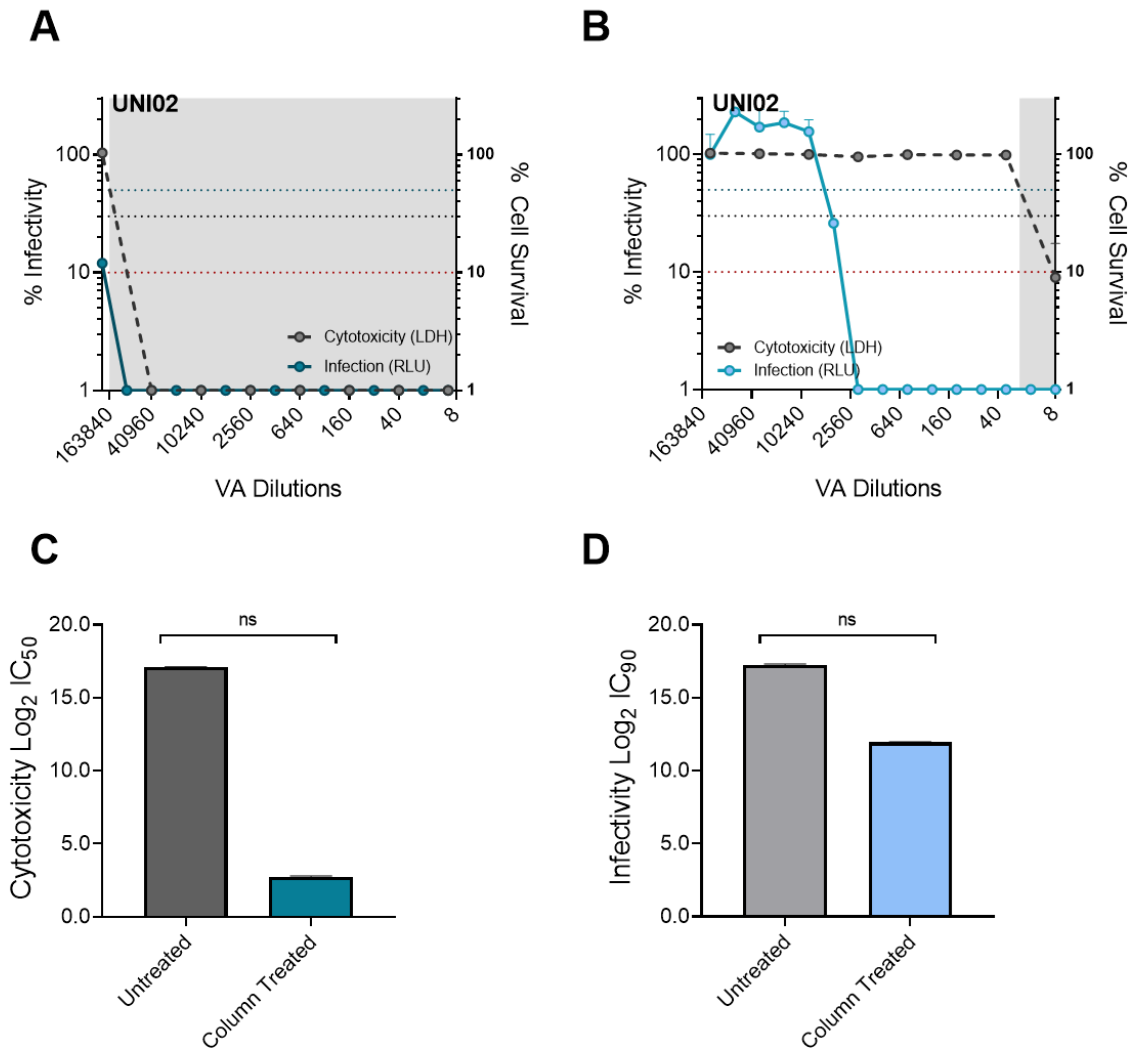 A
UNI02
% Infectivity
100
10
1
100
10
1
% Cell Survival
Cytotoxicity (LDH)
Infection (RLU)
163840
40960
10240
2560
640
160
40
8
VA Dilutions
B
UNI02
% Infectivity
100
10
1
100
10
1
% Cell Survival
Cytotoxicity (LDH)
Infection (RLU)
163840
40960
10240
2560
640
160
40
8
VA Dilutions
C
Cytotoxicity Log2 IC50
20.0
15.0
10.0
5.0
0.0
ns
Untreated
Column Treated
D
Infectivity Log2 IC90
20.0
15.0
10.0
5.0
0.0
ns
Untreated
Column Treated